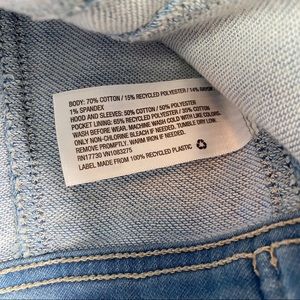 BODY: 70% COTTON / 15% RECYCLED POLYESTER / 14% RAYON
1% SPANDEX
HOOD AND SLEEVES: 50% COTTON / 50% POLYESTER
POCKET LINING: 65% RECYCLED POLYESTER / 35% COTTON
WASH BEFORE WEAR. MACHINE WASH COLD WITH LIKE COLORS.
ONLY NON-CHLORINE BLEACH IF NEEDED. TUMBLE DRY LOW.
REMOVE PROMPTLY. WARM IRON IF NEEDED.
RN17730 VN1083275
LABEL MADE FROM 100% RECYCLED PLASTIC